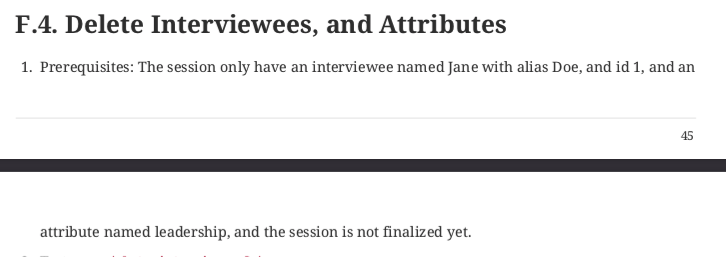 F.4. Delete Interviewees, and Attributes
1. Prerequisites: The session only have an interviewee named Jane with alias Doe, and id 1, and an
45
attribute named leadership, and the session is not finalized yet.